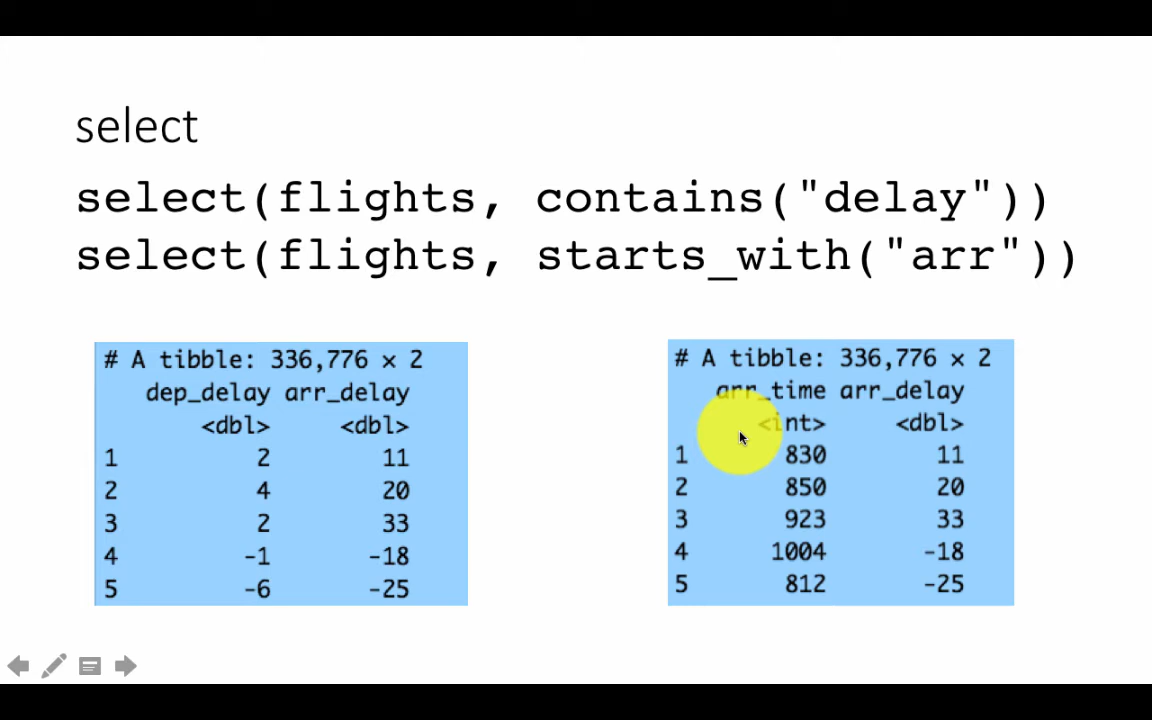 select
select(flights, contains("delay"))
select(flights, starts_with("arr"))
# A tibble: 336,776 × 2
dep_delay arr_delay
<dbl> <dbl>
1 2 11
2 4 20
3 2 33
4 -1 -18
5 -6 -25
# A tibble: 336,776 × 2
arr_time arr_delay
<int> <dbl>
1 830 11
2 850 20
3 923 33
4 1004 -18
5 812 -25